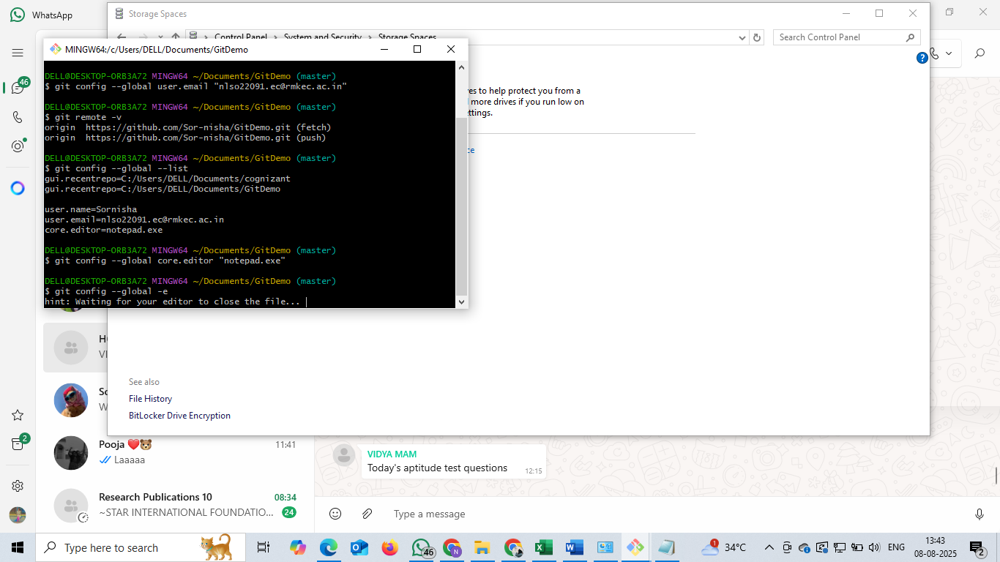 WhatsApp
Storage Spaces
Control Panel > System and Security > Storage Spaces
Search Control Panel
MINGW64:/c/Users/DELL/Documents/GitDemo
DELL@DESKTOP-ORB3A72 MINGW64 ~/Documents/GitDemo (master)
$ git config --global user.email "nlso22091.ec@rmkec.ac.in"
DELL@DESKTOP-ORB3A72 MINGW64 ~/Documents/GitDemo (master)
$ git remote -v
origin  https://github.com/Sor-nisha/GitDemo.git (fetch)
origin  https://github.com/Sor-nisha/GitDemo.git (push)
DELL@DESKTOP-ORB3A72 MINGW64 ~/Documents/GitDemo (master)
$ git config --global --list
gui.recentrepo=C:/Users/DELL/Documents/cognizant
gui.recentrepo=C:/Users/DELL/Documents/GitDemo
user.name=Sornisha
user.email=nlso22091.ec@rmkec.ac.in
core.editor=notepad.exe
DELL@DESKTOP-ORB3A72 MINGW64 ~/Documents/GitDemo (master)
$ git config --global core.editor "notepad.exe"
DELL@DESKTOP-ORB3A72 MINGW64 ~/Documents/GitDemo (master)
$ git config --global -e
hint: Waiting for your editor to close the file...
es to help protect you from a
more drives if you run low on
ttings.
ce
46
See also
File History
BitLocker Drive Encryption
Pooja ❤️🐻 11:41
Laaaaa
Research Publications 10 08:34
~STAR INTERNATIONAL FOUNDATIO... 24
2
VIDYA MAM
Today's aptitude test questions 12:15
Type a message
Type here to search
46
N
1
34°C
ENG
13:43
08-08-2025
2